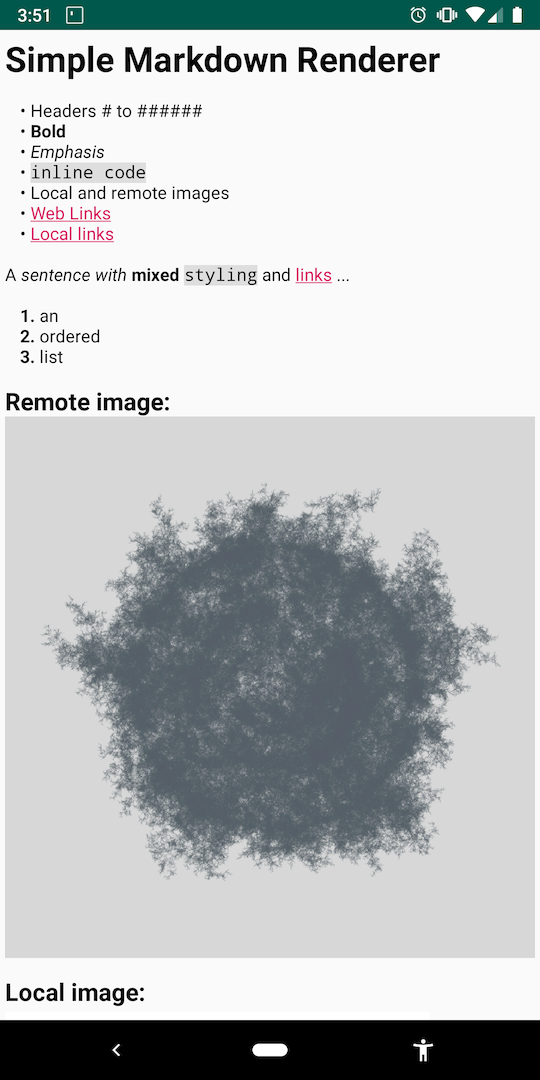 3:51
Simple Markdown Renderer
• Headers # to ######
• Bold
• Emphasis
• inline code
• Local and remote images
• Web Links
• Local links
A sentence with mixed styling and links ...
1. an
2. ordered
3. list
Remote image:
Local image: